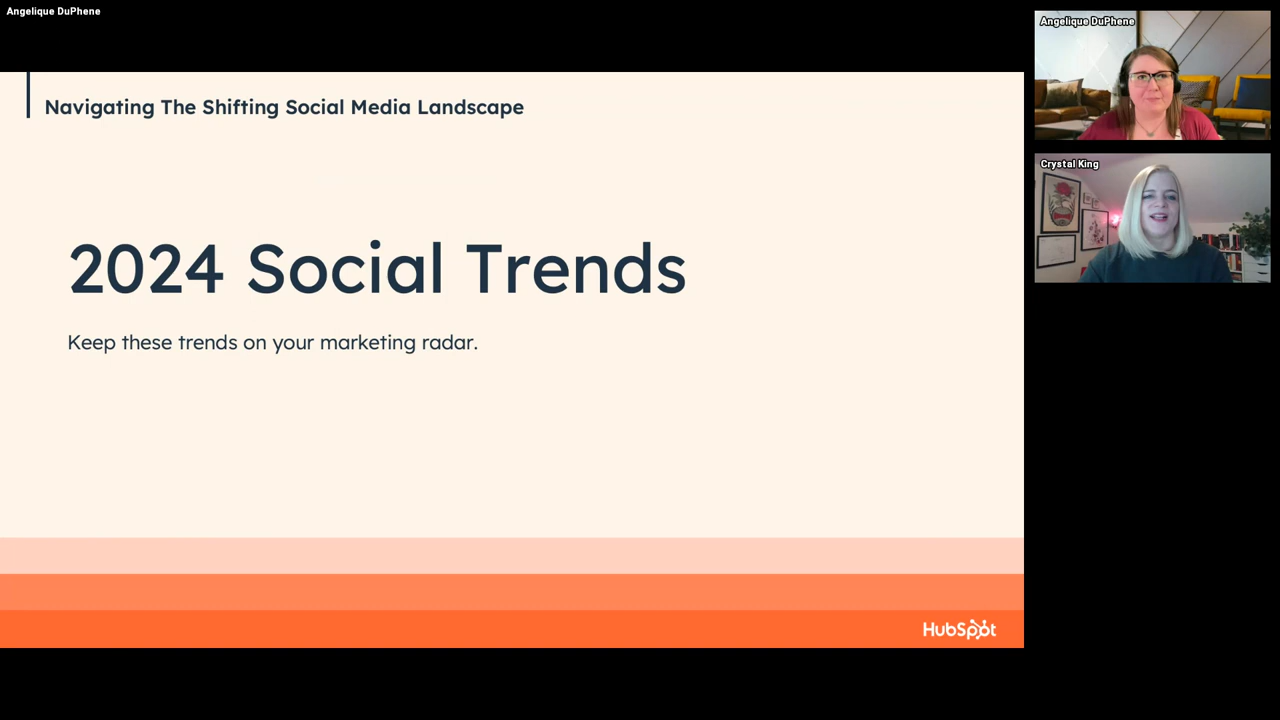 Angelique DuPhene
Navigating The Shifting Social Media Landscape
2024 Social Trends
Keep these trends on your marketing radar.
HubSpot
Angelique DuPhene
Crystal King